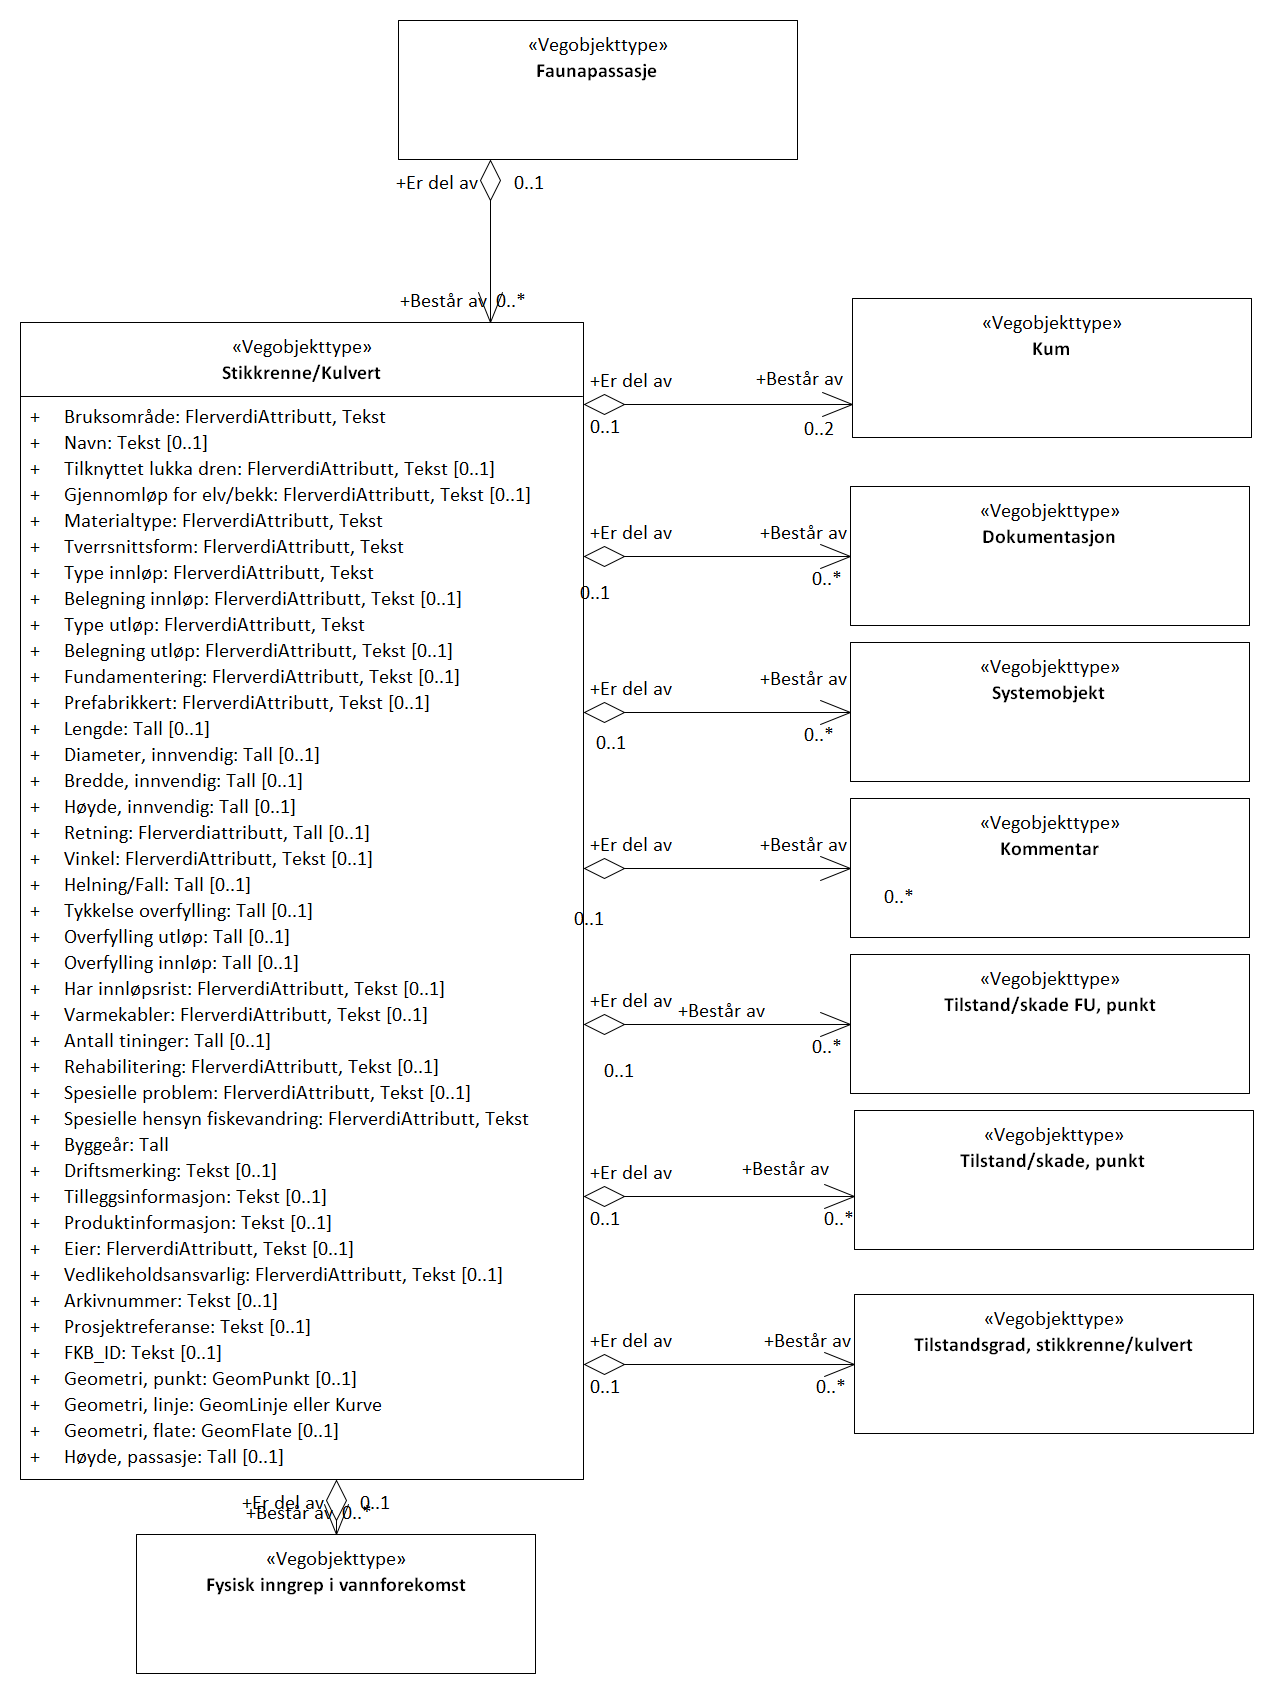 «Vegobjekttype»
Faunapassasje
+Er del av
0..1
+Består av
0..*
«Vegobjekttype»
Stikkrenne/Kulvert
+ Bruksområde: FlerverdiAttributt, Tekst
+ Navn: Tekst [0..1]
+ Tilknyttet lukka dren: FlerverdiAttributt, Tekst [0..1]
+ Gjennomløp for elv/bekk: FlerverdiAttributt, Tekst [0..1]
+ Materialtype: FlerverdiAttributt, Tekst
+ Tverrsnittsform: FlerverdiAttributt, Tekst
+ Type innløp: FlerverdiAttributt, Tekst
+ Belegning innløp: FlerverdiAttributt, Tekst [0..1]
+ Type utløp: FlerverdiAttributt, Tekst
+ Belegning utløp: FlerverdiAttributt, Tekst [0..1]
+ Fundamentering: FlerverdiAttributt, Tekst [0..1]
+ Prefabrikkert: FlerverdiAttributt, Tekst [0..1]
+ Lengde: Tall [0..1]
+ Diameter, innvendig: Tall [0..1]
+ Bredde, innvendig: Tall [0..1]
+ Høyde, innvendig: Tall [0..1]
+ Retning: Flerverdiattributt, Tall [0..1]
+ Vinkel: FlerverdiAttributt, Tekst [0..1]
+ Helning/Fall: Tall [0..1]
+ Tykkelse overfylling: Tall [0..1]
+ Overfylling utløp: Tall [0..1]
+ Overfylling innløp: Tall [0..1]
+ Har innløpsrist: FlerverdiAttributt, Tekst [0..1]
+ Varmekabler: FlerverdiAttributt, Tekst [0..1]
+ Antall tininger: Tall [0..1]
+ Rehabilitering: FlerverdiAttributt, Tekst [0..1]
+ Spesielle problem: FlerverdiAttributt, Tekst [0..1]
+ Spesielle hensyn fiskevandring: FlerverdiAttributt, Tekst
+ Byggeår: Tall
+ Driftsmerking: Tekst [0..1]
+ Tilleggsinformasjon: Tekst [0..1]
+ Produktinformasjon: Tekst [0..1]
+ Eier: FlerverdiAttributt, Tekst [0..1]
+ Vedlikeholdsansvarlig: FlerverdiAttributt, Tekst [0..1]
+ Arkivnummer: Tekst [0..1]
+ Prosjektreferanse: Tekst [0..1]
+ FKB_ID: Tekst [0..1]
+ Geometri, punkt: GeomPunkt [0..1]
+ Geometri, linje: GeomLinje eller Kurve
+ Geometri, flate: GeomFlate [0..1]
+ Høyde, passasje: Tall [0..1]
+Er del av
0..1
+Består av
0..2
«Vegobjekttype»
Kum
+Er del av
0..1
+Består av
0..*
«Vegobjekttype»
Dokumentasjon
+Er del av
0..1
+Består av
0..*
«Vegobjekttype»
Systemobjekt
+Er del av
0..1
+Består av
0..*
«Vegobjekttype»
Kommentar
+Er del av
0..1
+Består av
0..*
«Vegobjekttype»
Tilstand/skade FU, punkt
+Er del av
0..1
+Består av
0..*
«Vegobjekttype»
Tilstand/skade, punkt
+Er del av
0..1
+Består av
0..*
«Vegobjekttype»
Tilstandsgrad, stikkrenne/kulvert
+Er del av
0..1
+Består av
0..*
«Vegobjekttype»
Fysisk inngrep i vannforekomst